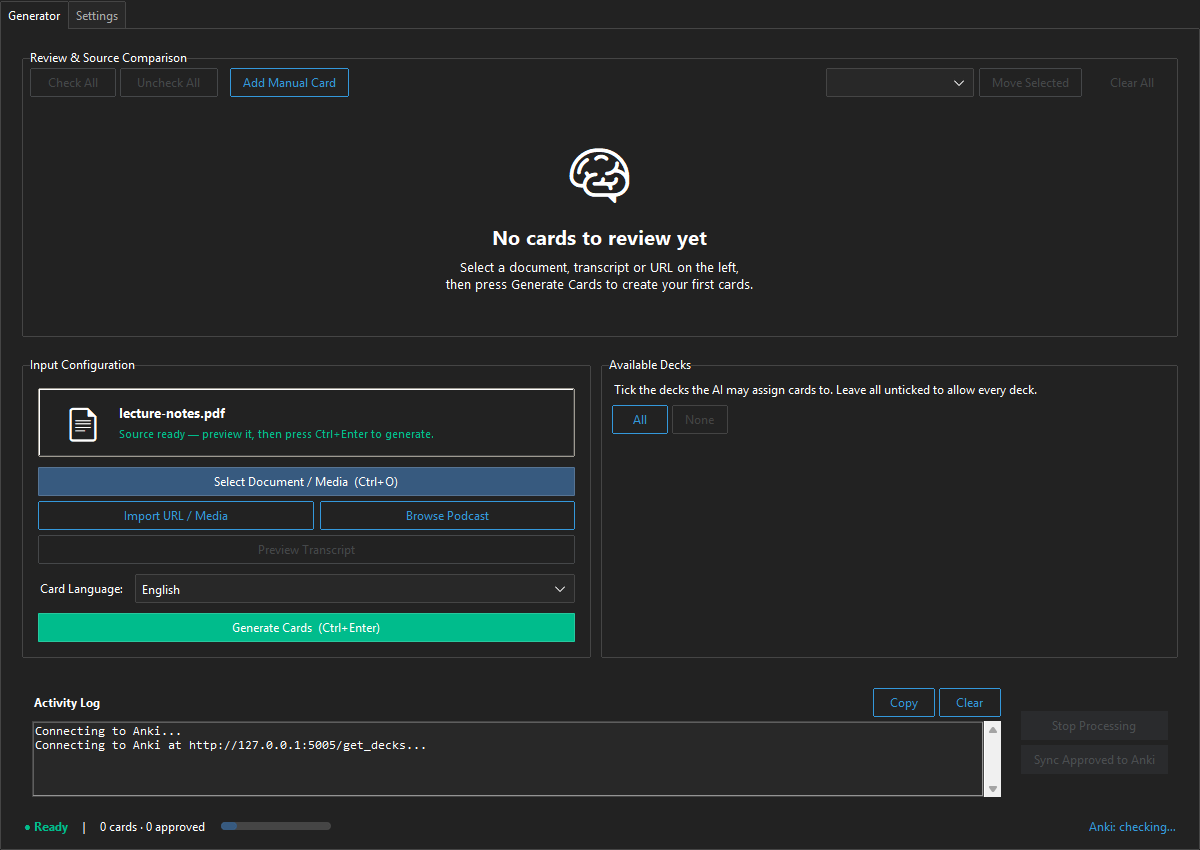 Generator
Settings
Review & Source Comparison
Check All
Uncheck All
Add Manual Card
Move Selected
Clear All
No cards to review yet
Select a document, transcript or URL on the left,
then press Generate Cards to create your first cards.
Input Configuration
lecture-notes.pdf
Source ready — preview it, then press Ctrl+Enter to generate.
Select Document / Media (Ctrl+O)
Import URL / Media
Browse Podcast
Preview Transcript
Card Language:
English
Generate Cards (Ctrl+Enter)
Available Decks
Tick the decks the AI may assign cards to. Leave all unticked to allow every deck.
All
None
Activity Log
Copy
Clear
Connecting to Anki...
Connecting to Anki at http://127.0.0.1:5005/get_decks...
Stop Processing
Sync Approved to Anki
• Ready
|
0 cards · 0 approved
Anki: checking...